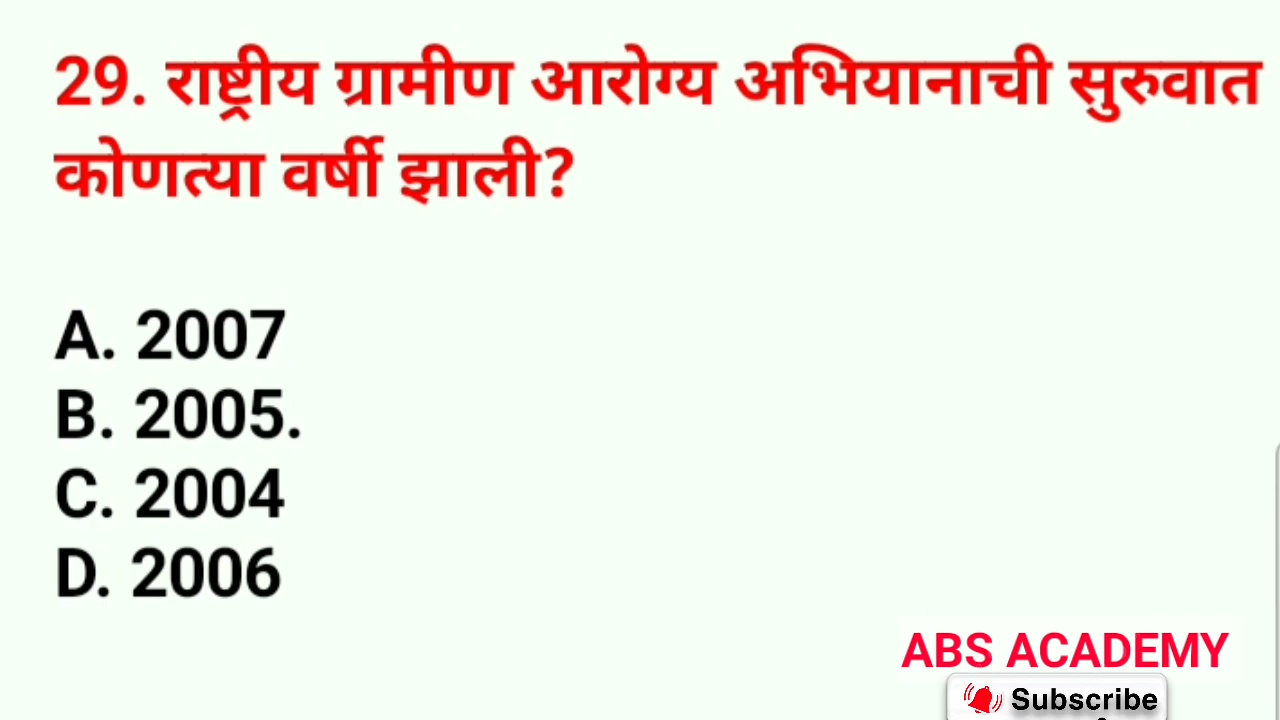 29. राष्ट्रीय ग्रामीण आरोग्य अभियानाची सुरुवात
कोणत्या वर्षी झाली?
A. 2007
B. 2005.
C. 2004
D. 2006
ABS ACADEMY
Subscribe